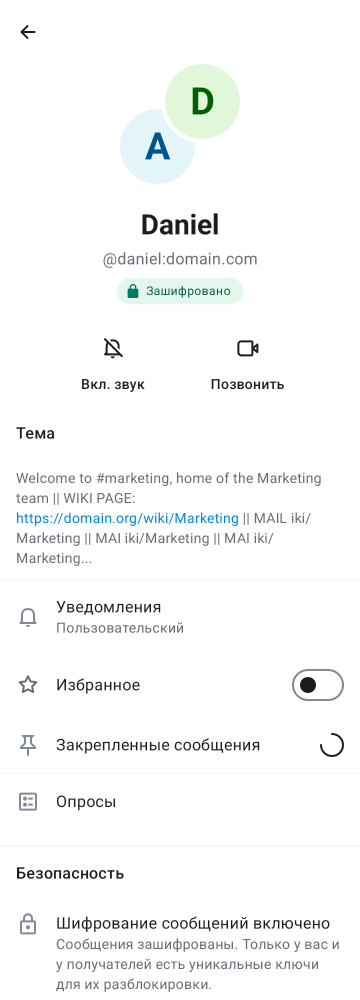 D
A
Daniel
@daniel:domain.com
Зашифровано
Вкл. звук
Позвонить
Тема
Welcome to #marketing, home of the Marketing
team || WIKI PAGE:
https://domain.org/wiki/Marketing || MAIL iki/
Marketing || MAI iki/Marketing || MAI iki/
Marketing...
Уведомления
Пользовательский
Избранное
Закрепленные сообщения
Опросы
Безопасность
Шифрование сообщений включено
Сообщения зашифрованы. Только у вас и
у получателей есть уникальные ключи
для их разблокировки.